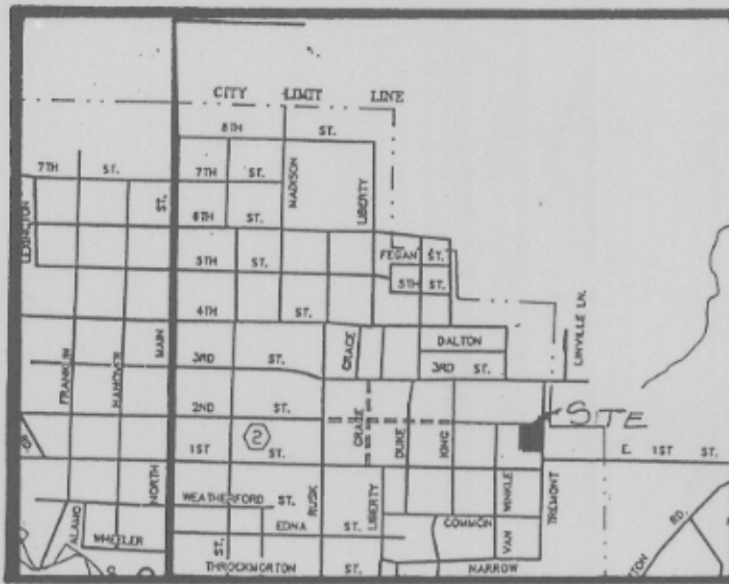 CITY LIMIT LINE
8TH ST.
7TH ST.
7TH ST.
MADISON
LIBERTY
LEXINGTON
ST.
6TH ST.
FEGAN ST.
5TH ST.
5TH ST.
4TH ST.
LINVILLE LN.
DALTON
GRACE
3RD ST.
3RD ST.
MAIN
FRANKLIN
HANOVER
2ND ST.
SITE
GRACE
DUKE
KING
2
1ST ST.
E. 1ST ST.
NORTH
WEATHERFORD ST.
RUSK
LIBERTY
VAN WINKLE
TREMONT
COMMON
EDNA ST.
RD.
ALAMO
WHEELER
ST.
THROCKMORTON ST.
NARROW
TON